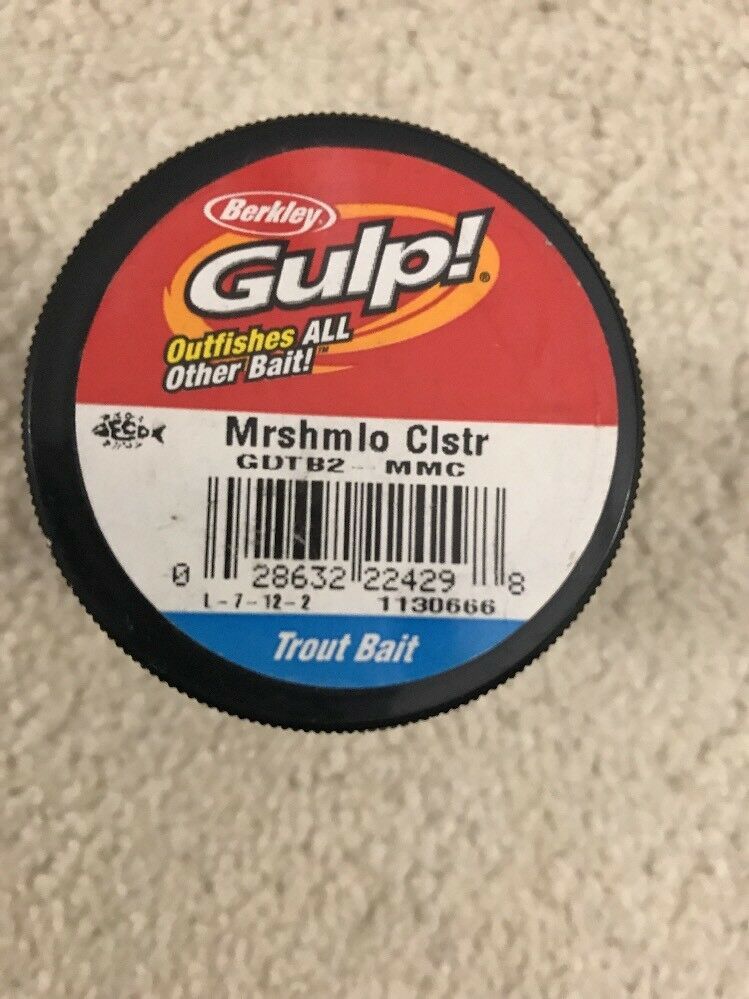 Berkley
Gulp!®
Outfishes ALL
Other Bait!™
Mrshmlo Clstr
GDTB2-MMC
0 28632 22429 8
L-7-12-2 1130666
Trout Bait